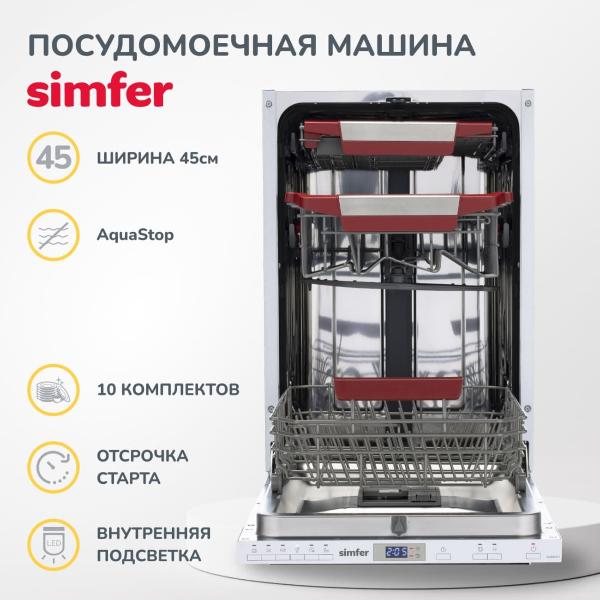 ПОСУДОМОЕЧНАЯ МАШИНА
simfer
45
ШИРИНА 45см
AquaStop
10 КОМПЛЕКТОВ
ОТСРОЧКА
СТАРТА
LED
ВНУТРЕННЯЯ
ПОДСВЕТКА
simfer
2:05